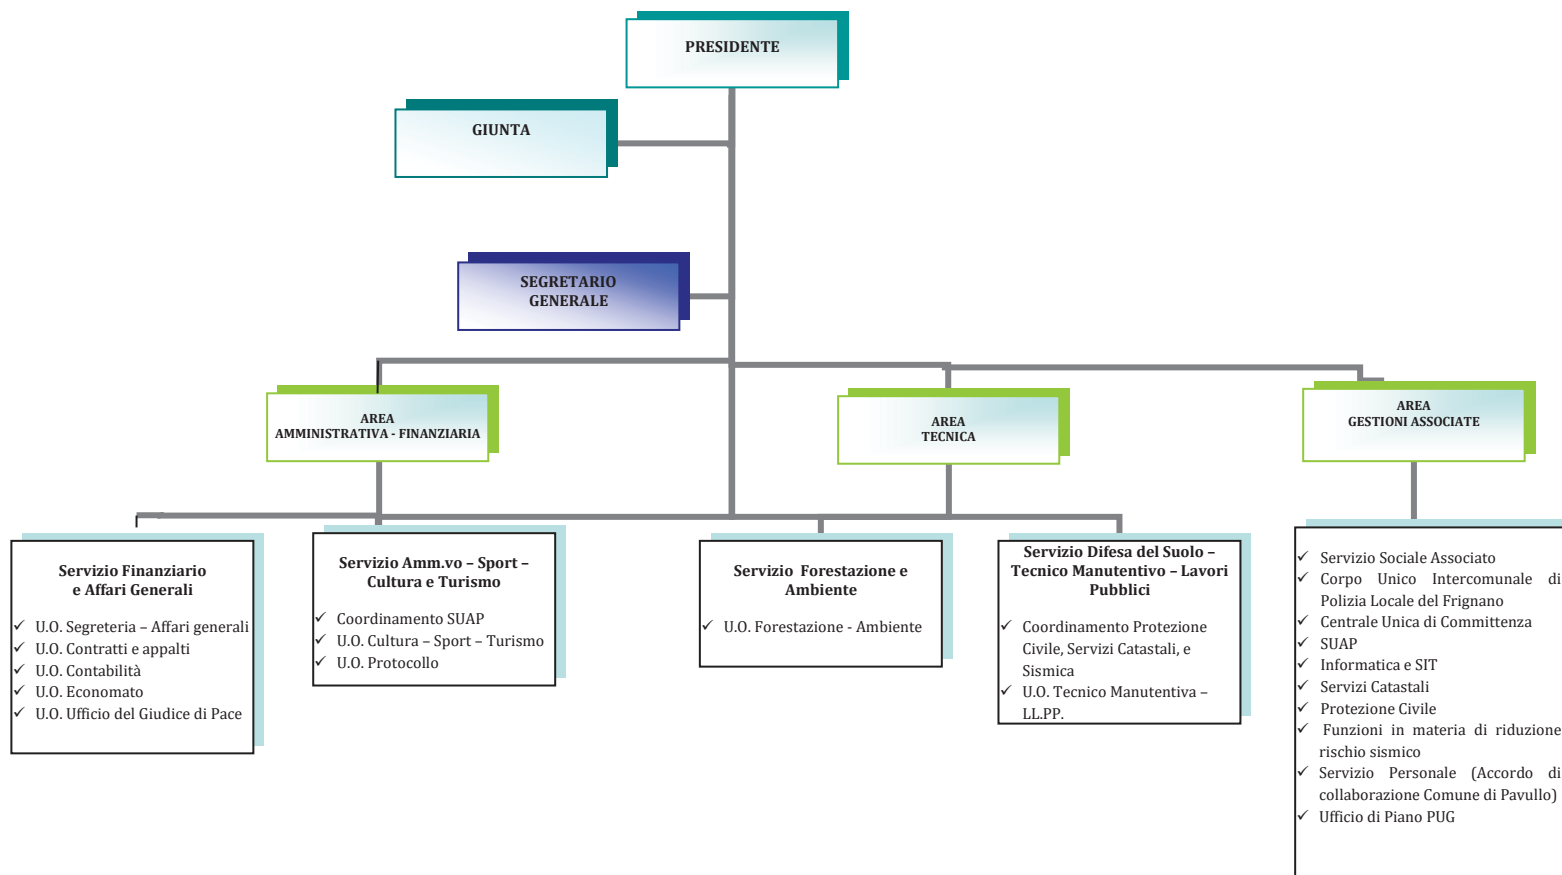 PRESIDENTE
GIUNTA
SEGRETARIO
GENERALE
AREA
AMMINISTRATIVA - FINANZIARIA
AREA
TECNICA
AREA
GESTIONI ASSOCIATE
Servizio Finanziario
e Affari Generali
✓ U.O. Segreteria – Affari generali
✓ U.O. Contratti e appalti
✓ U.O. Contabilità
✓ U.O. Economato
✓ U.O. Ufficio del Giudice di Pace
Servizio Amm.vo – Sport –
Cultura e Turismo
✓ Coordinamento SUAP
✓ U.O. Cultura – Sport – Turismo
✓ U.O. Protocollo
Servizio Forestazione e
Ambiente
✓ U.O. Forestazione - Ambiente
Servizio Difesa del Suolo –
Tecnico Manutentivo – Lavori
Pubblici
✓ Coordinamento Protezione
Civile, Servizi Catastali, e
Sismica
✓ U.O. Tecnico Manutentiva –
LL.PP.
✓ Servizio Sociale Associato
✓ Corpo Unico Intercomunale di
Polizia Locale del Frignano
✓ Centrale Unica di Committenza
✓ SUAP
✓ Informatica e SIT
✓ Servizi Catastali
✓ Protezione Civile
✓ Funzioni in materia di riduzione
rischio sismico
✓ Servizio Personale (Accordo di
collaborazione Comune di Pavullo)
✓ Ufficio di Piano PUG